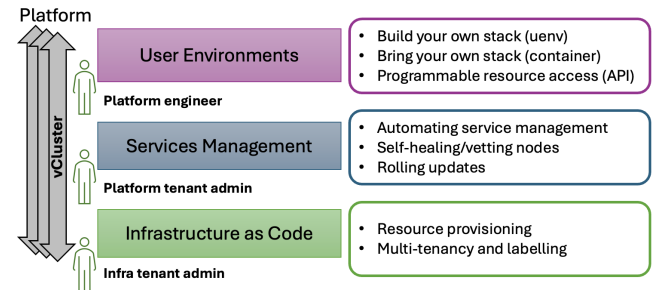 Platform
vCluster
User Environments
• Build your own stack (uenv)
• Bring your own stack (container)
• Programmable resource access (API)
Platform engineer
Services Management
• Automating service management
• Self-healing/vetting nodes
• Rolling updates
Platform tenant admin
Infrastructure as Code
• Resource provisioning
• Multi-tenancy and labelling
Infra tenant admin